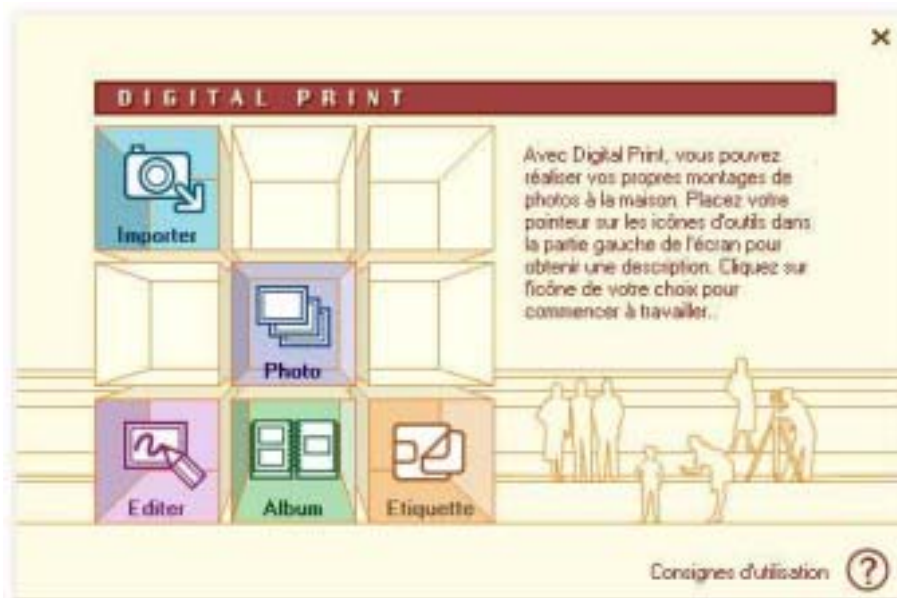 DIGITAL PRINT
Importer
Avec Digital Print, vous pouvez
réaliser vos propres montages de
photos à la maison. Placez votre
pointeur sur les icônes d'outils dans
la partie gauche de l'écran pour
obtenir une description. Cliquez sur
l'icône de votre choix pour
commencer à travailler..
Photo
Editer
Album
Etiquette
Consignes d'utilisation
?